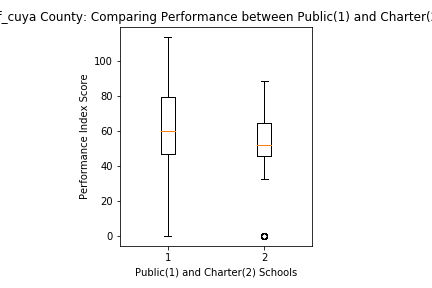 f_cuya County: Comparing Performance between Public(1) and Charter(
Performance Index Score
100
80
60
40
20
0
1
2
Public(1) and Charter(2) Schools